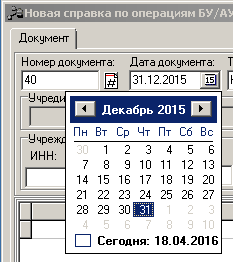 Новая справка по операциям БУ/АУ
Документ
Номер документа: Дата документа:
40 31.12.2015 15
Учреди
Учрежд
ИНН:
Декабрь 2015
Пн Вт Ср Чт Пт Сб Вс
30 1 2 3 4 5 6
7 8 9 10 11 12 13
14 15 16 17 18 19 20
21 22 23 24 25 26 27
28 29 30 31 1 2 3
4 5 6 7 8 9 10
Сегодня: 18.04.2016